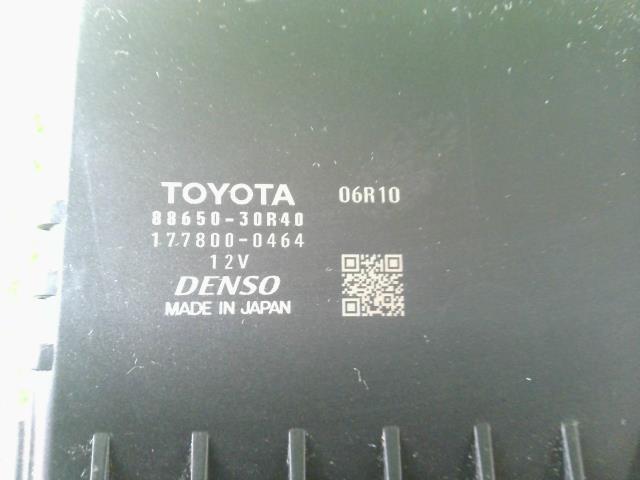 TOYOTA 06R10
88650-30R40
177800-0464
12V
DENSO
MADE IN JAPAN